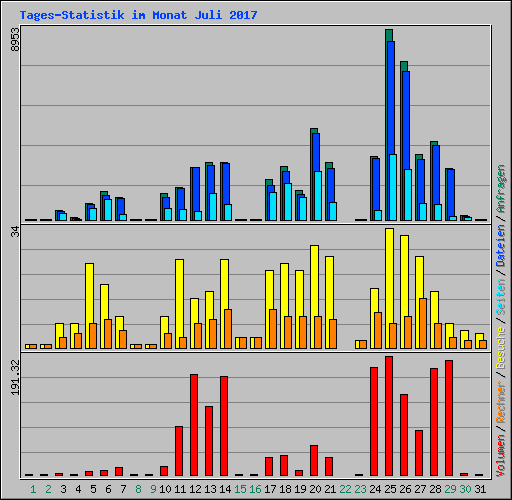 Tages-Statistik im Monat Juli 2017
8953
34
191.32
Volumen / Rechner / Besuche / Seiten / Dateien / Anfragen
1 2 3 4 5 6 7 8 9 10 11 12 13 14 15 16 17 18 19 20 21 22 23 24 25 26 27 28 29 30 31